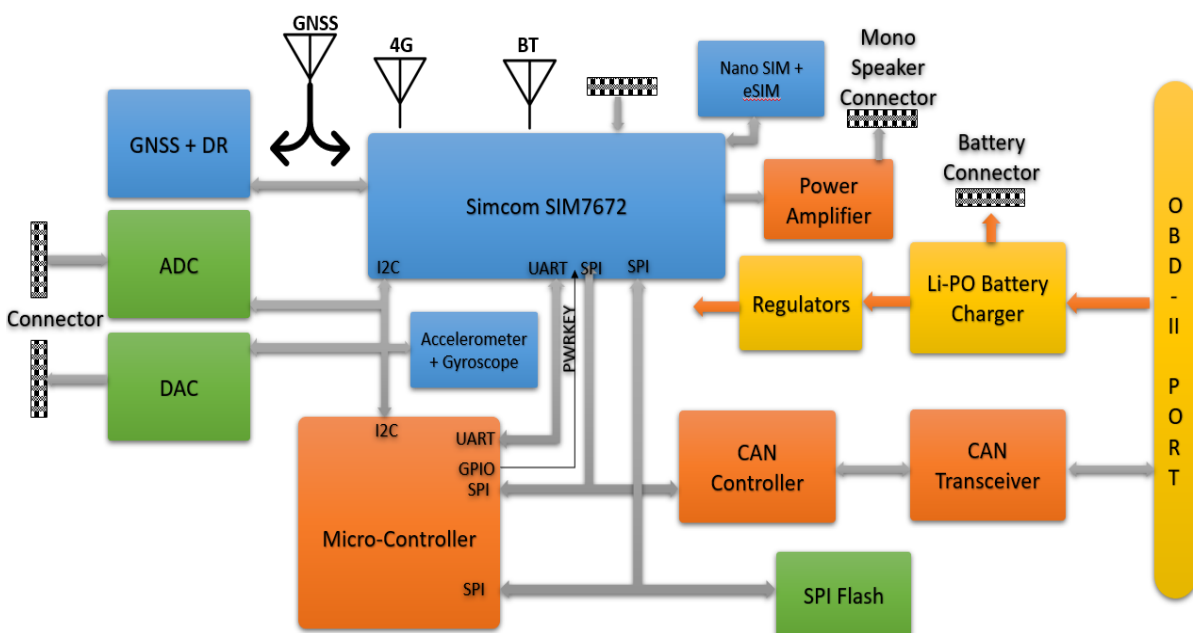 GNSS
4G
BT
Mono
Speaker
Connector
Nano SIM +
eSIM
GNSS + DR
Simcom SIM7672
Power
Amplifier
Battery
Connector
OBD-II PORT
ADC
I2C
UART
SPI
SPI
Regulators
Li-PO Battery
Charger
Connector
Accelerometer
+ Gyroscope
PWRKEY
DAC
I2C
UART
GPIO
SPI
Micro-Controller
SPI
CAN
Controller
CAN
Transceiver
SPI Flash